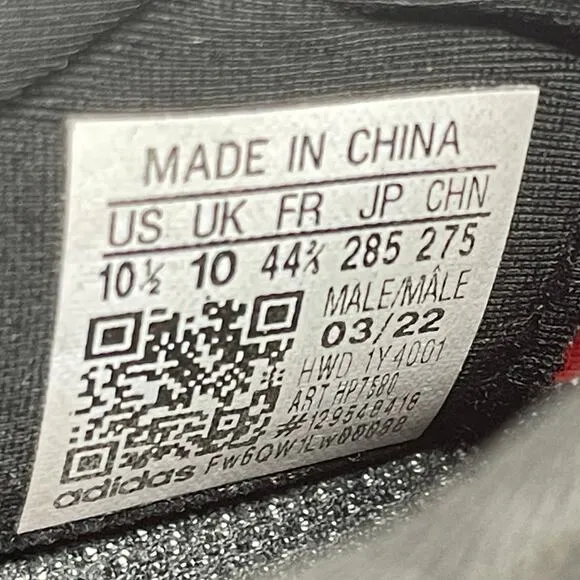 MADE IN CHINA
US UK FR JP CHN
10½ 10 44⅔ 285 275
MALE/MÂLE
03/22
HWD 1Y4001
ART HP7580
#129548418
adidas Fw6QW1Lw00888